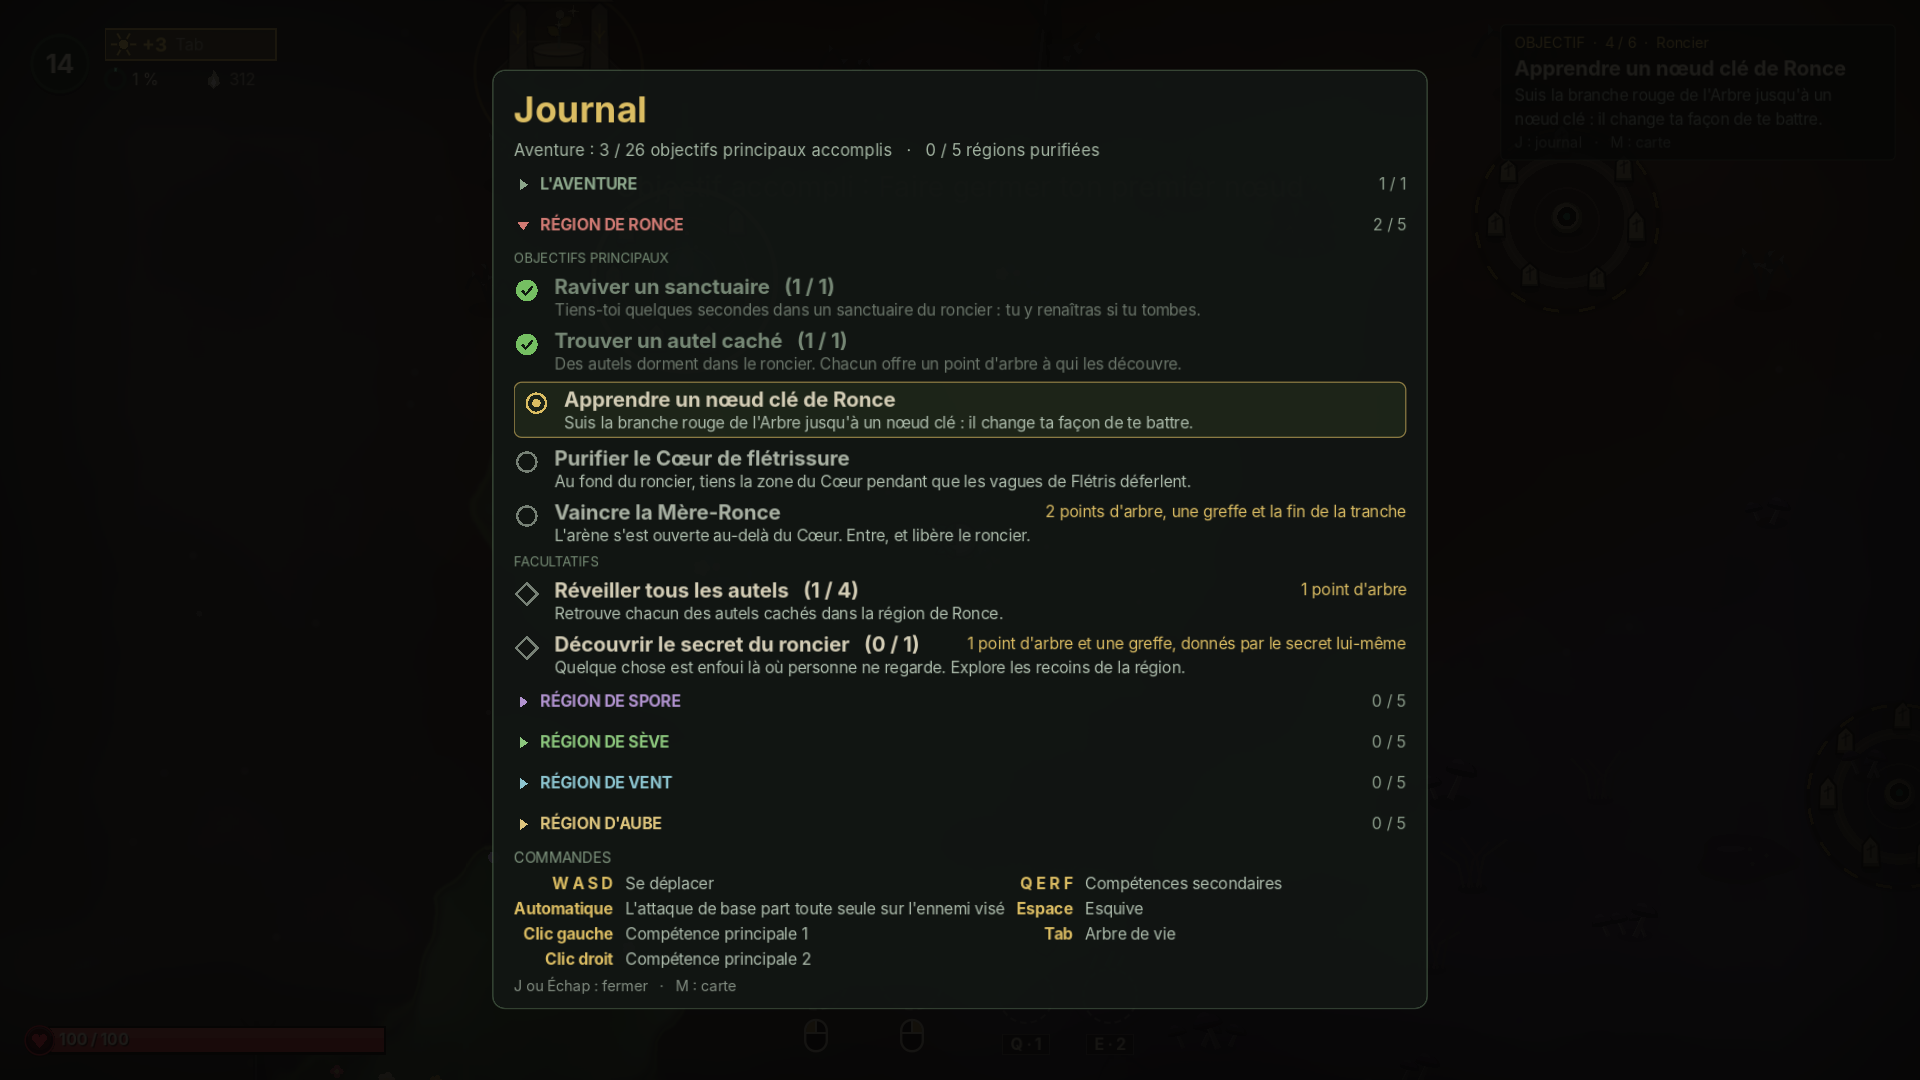 14
+3 Tab
1 %
312
OBJECTIF · 4 / 6 · Roncier
Apprendre un nœud clé de Ronce
Suis la branche rouge de l'Arbre jusqu'à un
nœud clé : il change ta façon de te battre.
J : journal · M : carte
Journal
Aventure : 3 / 26 objectifs principaux accomplis · 0 / 5 régions purifiées
L'AVENTURE 1 / 1
RÉGION DE RONCE 2 / 5
OBJECTIFS PRINCIPAUX
Raviver un sanctuaire (1 / 1)
Tiens-toi quelques secondes dans un sanctuaire du roncier : tu y renaîtras si tu tombes.
Trouver un autel caché (1 / 1)
Des autels dorment dans le roncier. Chacun offre un point d'arbre à qui les découvre.
Apprendre un nœud clé de Ronce
Suis la branche rouge de l'Arbre jusqu'à un nœud clé : il change ta façon de te battre.
Purifier le Cœur de flétrissure
Au fond du roncier, tiens la zone du Cœur pendant que les vagues de Flétris déferlent.
Vaincre la Mère-Ronce 2 points d'arbre, une greffe et la fin de la tranche
L'arène s'est ouverte au-delà du Cœur. Entre, et libère le roncier.
FACULTATIFS
Réveiller tous les autels (1 / 4) 1 point d'arbre
Retrouve chacun des autels cachés dans la région de Ronce.
Découvrir le secret du roncier (0 / 1) 1 point d'arbre et une greffe, donnés par le secret lui-même
Quelque chose est enfoui là où personne ne regarde. Explore les recoins de la région.
RÉGION DE SPORE 0 / 5
RÉGION DE SÈVE 0 / 5
RÉGION DE VENT 0 / 5
RÉGION D'AUBE 0 / 5
COMMANDES
W A S D Se déplacer Q E R F Compétences secondaires
Automatique L'attaque de base part toute seule sur l'ennemi visé Espace Esquive
Clic gauche Compétence principale 1 Tab Arbre de vie
Clic droit Compétence principale 2
J ou Échap : fermer · M : carte
100 / 100
Q · 1
E · 2